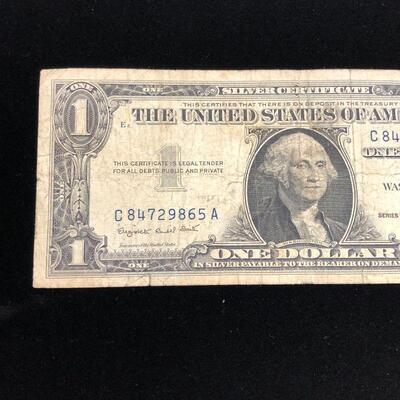 ONE SILVER CERTIFICATE
THIS CERTIFIES THAT THERE IS ON DEPOSIT IN THE TREASURY
1 THE UNITED STATES OF AM
C 84
ONE
THIS CERTIFICATE IS LEGAL TENDER
FOR ALL DEBTS PUBLIC AND PRIVATE
1
WAS
C 84729865 A
SERIES
1
ONE DOLLAR
ONE
IN SILVER PAYABLE TO THE BEARER ON DEMAN